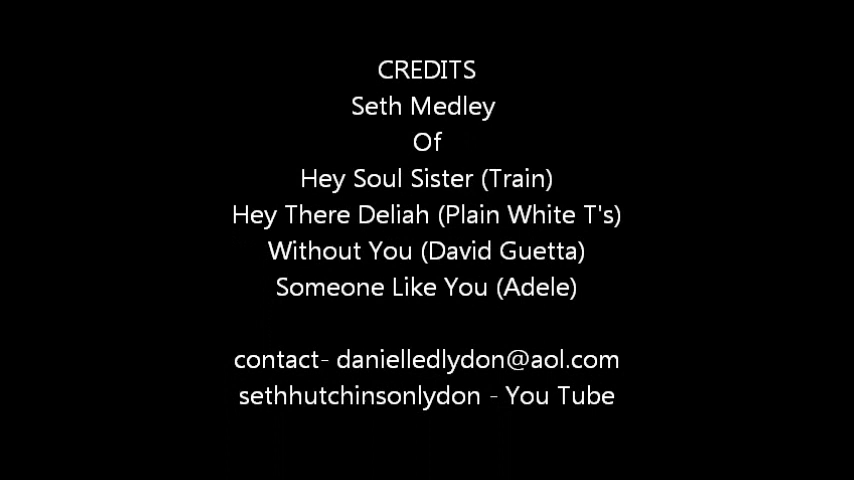 CREDITS
Seth Medley
Of
Hey Soul Sister (Train)
Hey There Deliah (Plain White T's)
Without You (David Guetta)
Someone Like You (Adele)
contact- danielledlydon@aol.com
sethhutchinsonlydon - You Tube